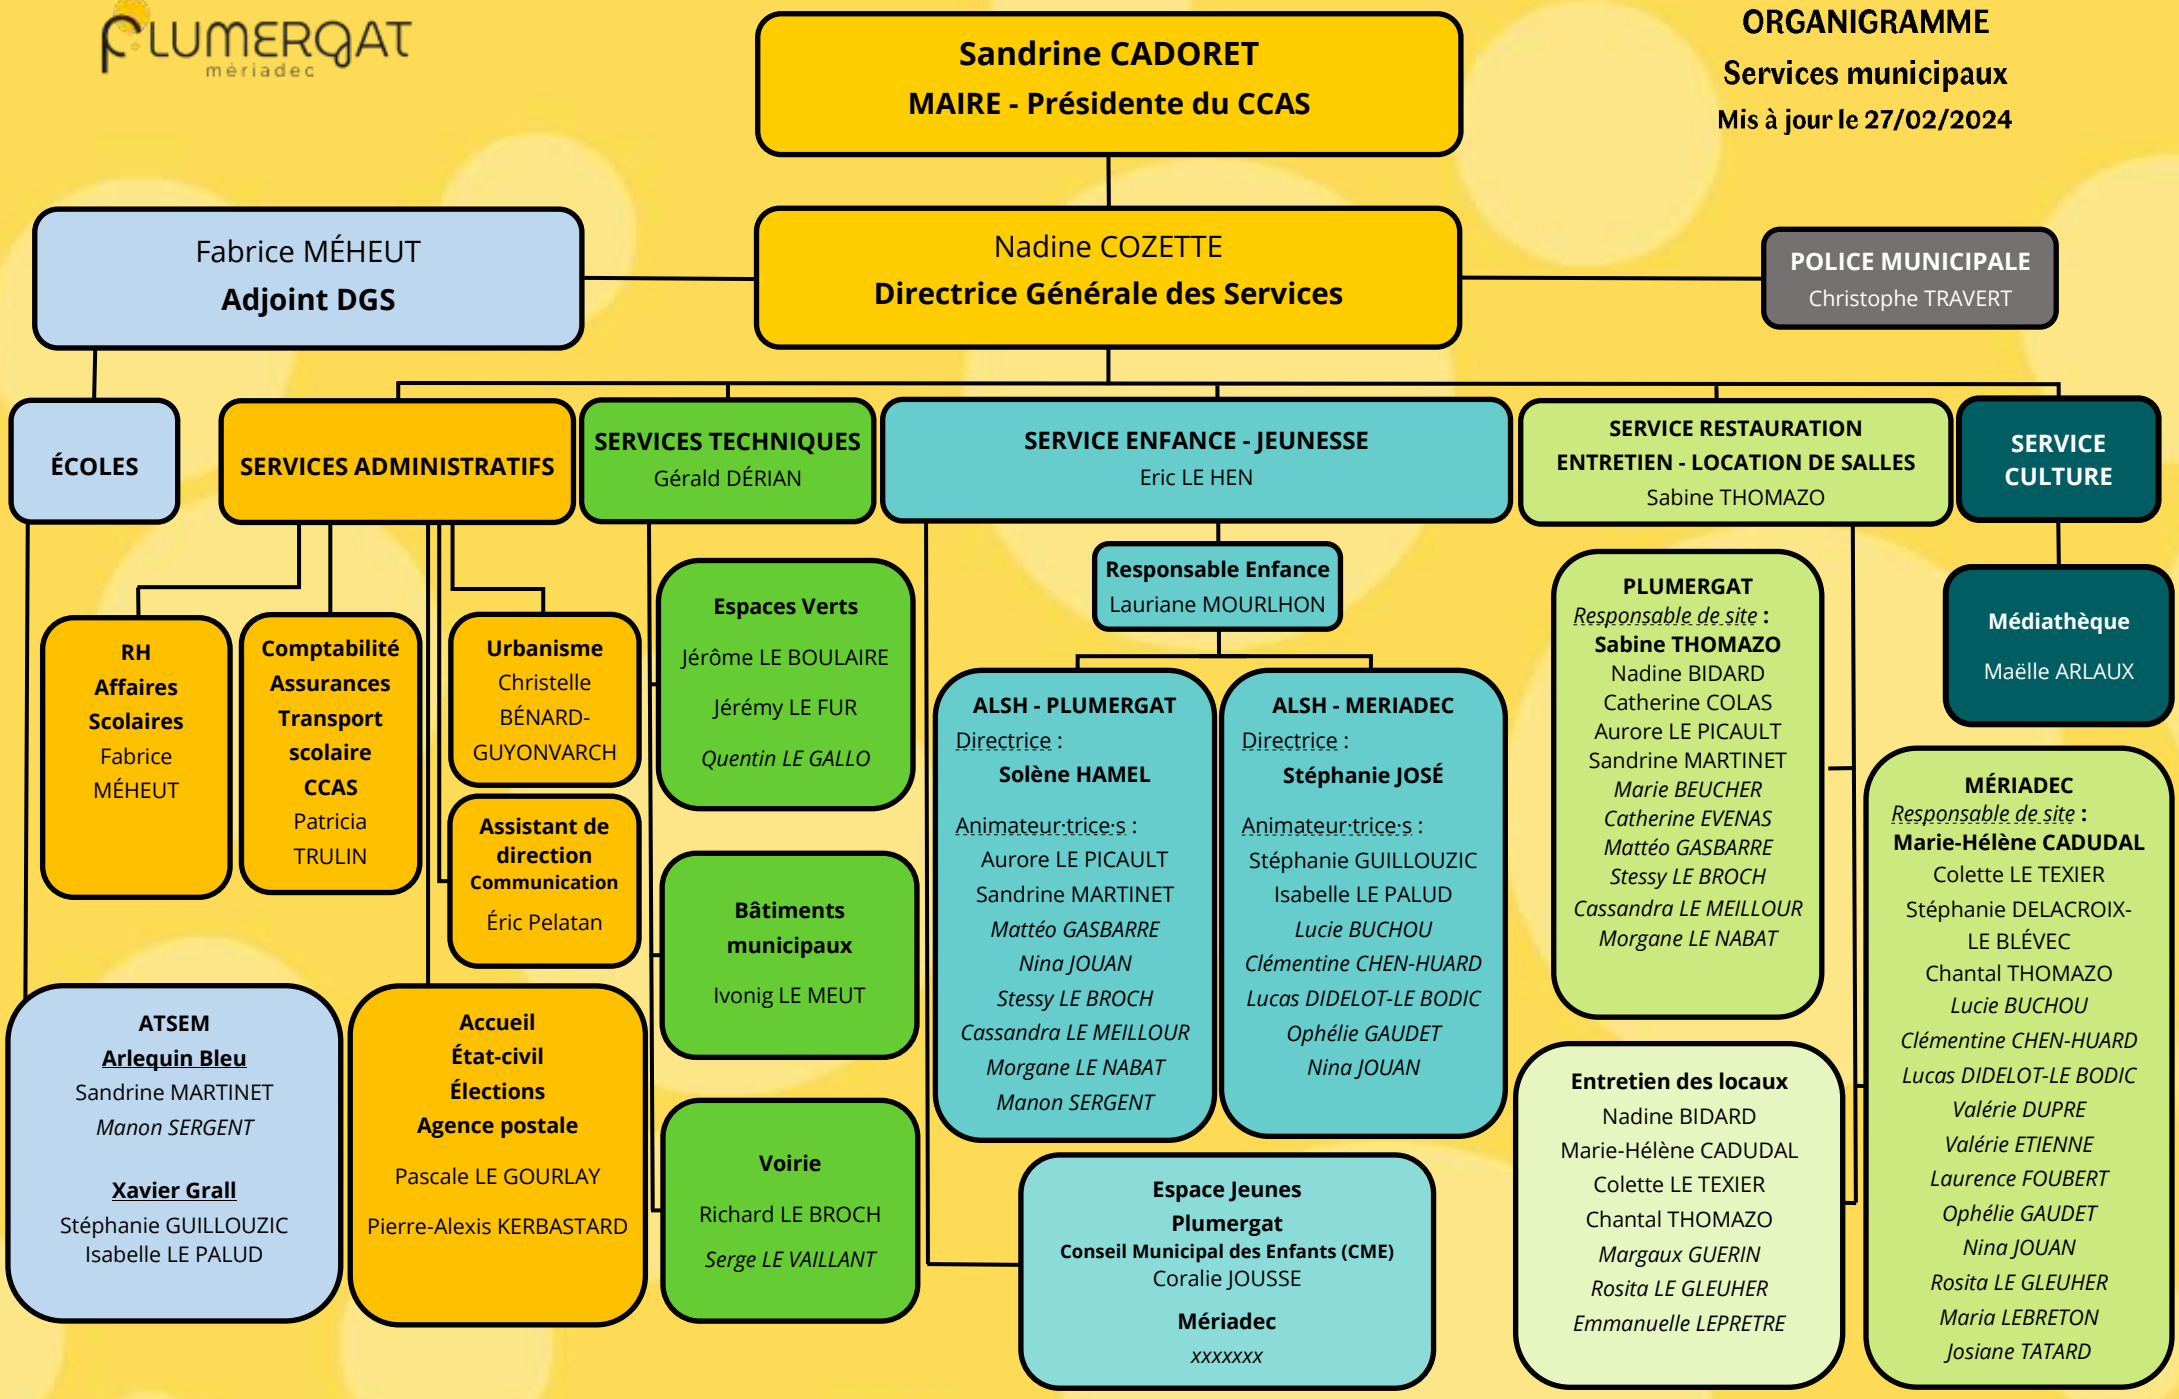 PLUMERGAT
mériadec
Sandrine CADORET
MAIRE - Présidente du CCAS
ORGANIGRAMME
Services municipaux
Mis à jour le 27/02/2024
Fabrice MÉHEUT
Adjoint DGS
Nadine COZETTE
Directrice Générale des Services
POLICE MUNICIPALE
Christophe TRAVERT
ÉCOLES
SERVICES ADMINISTRATIFS
SERVICES TECHNIQUES
Gérald DÉRIAN
SERVICE ENFANCE - JEUNESSE
Eric LE HEN
SERVICE RESTAURATION
ENTRETIEN - LOCATION DE SALLES
Sabine THOMAZO
SERVICE
CULTURE
RH
Affaires
Scolaires
Fabrice
MÉHEUT
Comptabilité
Assurances
Transport
scolaire
CCAS
Patricia
TRULIN
Urbanisme
Christelle
BÉNARD-
GUYONVARCH
Assistant de
direction
Communication
Éric Pelatan
Accueil
État-civil
Élections
Agence postale
Pascale LE GOURLAY
Pierre-Alexis KERBASTARD
ATSEM
Arlequin Bleu
Sandrine MARTINET
Manon SERGENT
Xavier Grall
Stéphanie GUILLOUZIC
Isabelle LE PALUD
Espaces Verts
Jérôme LE BOULAIRE
Jérémy LE FUR
Quentin LE GALLO
Bâtiments
municipaux
Ivonig LE MEUT
Voirie
Richard LE BROCH
Serge LE VAILLANT
Responsable Enfance
Lauriane MOURLHON
ALSH - PLUMERGAT
Directrice :
Solène HAMEL
Animateur·trice·s :
Aurore LE PICAULT
Sandrine MARTINET
Mattéo GASBARRE
Nina JOUAN
Stessy LE BROCH
Cassandra LE MEILLOUR
Morgane LE NABAT
Manon SERGENT
ALSH - MERIADEC
Directrice :
Stéphanie JOSÉ
Animateur·trice·s :
Stéphanie GUILLOUZIC
Isabelle LE PALUD
Lucie BUCHOU
Clémentine CHEN-HUARD
Lucas DIDELOT-LE BODIC
Ophélie GAUDET
Nina JOUAN
Espace Jeunes
Plumergat
Conseil Municipal des Enfants (CME)
Coralie JOUSSE
Mériadec
xxxxxxx
PLUMERGAT
Responsable de site :
Sabine THOMAZO
Nadine BIDARD
Catherine COLAS
Aurore LE PICAULT
Sandrine MARTINET
Marie BEUCHER
Catherine EVENAS
Mattéo GASBARRE
Stessy LE BROCH
Cassandra LE MEILLOUR
Morgane LE NABAT
Entretien des locaux
Nadine BIDARD
Marie-Hélène CADUDAL
Colette LE TEXIER
Chantal THOMAZO
Margaux GUERIN
Rosita LE GLEUHER
Emmanuelle LEPRETRE
Médiathèque
Maëlle ARLAUX
MÉRIADEC
Responsable de site :
Marie-Hélène CADUDAL
Colette LE TEXIER
Stéphanie DELACROIX-
LE BLÉVEC
Chantal THOMAZO
Lucie BUCHOU
Clémentine CHEN-HUARD
Lucas DIDELOT-LE BODIC
Valérie DUPRE
Valérie ETIENNE
Laurence FOUBERT
Ophélie GAUDET
Nina JOUAN
Rosita LE GLEUHER
Maria LEBRETON
Josiane TATARD